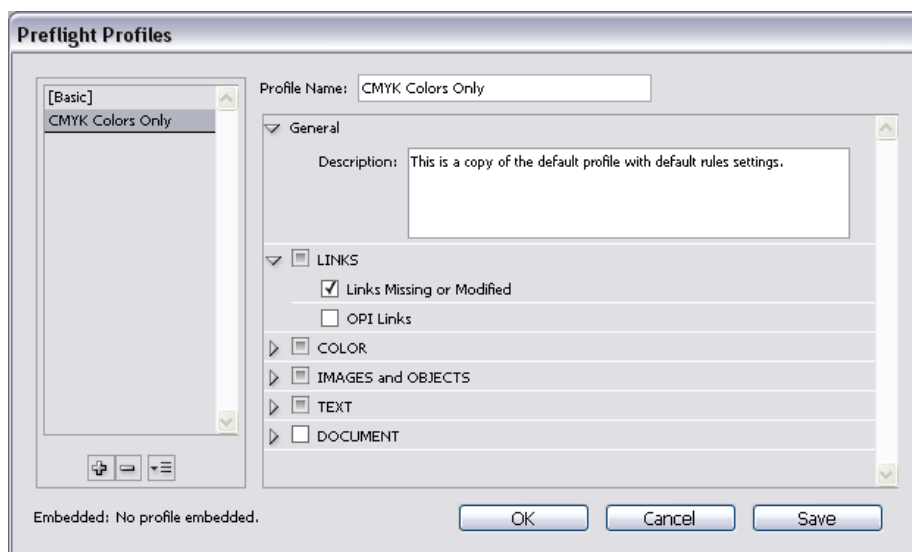 Preflight Profiles
[Basic]
CMYK Colors Only
Profile Name: CMYK Colors Only
General
Description: This is a copy of the default profile with default rules settings.
LINKS
Links Missing or Modified
OPI Links
COLOR
IMAGES and OBJECTS
TEXT
DOCUMENT
Embedded: No profile embedded.
OK Cancel Save